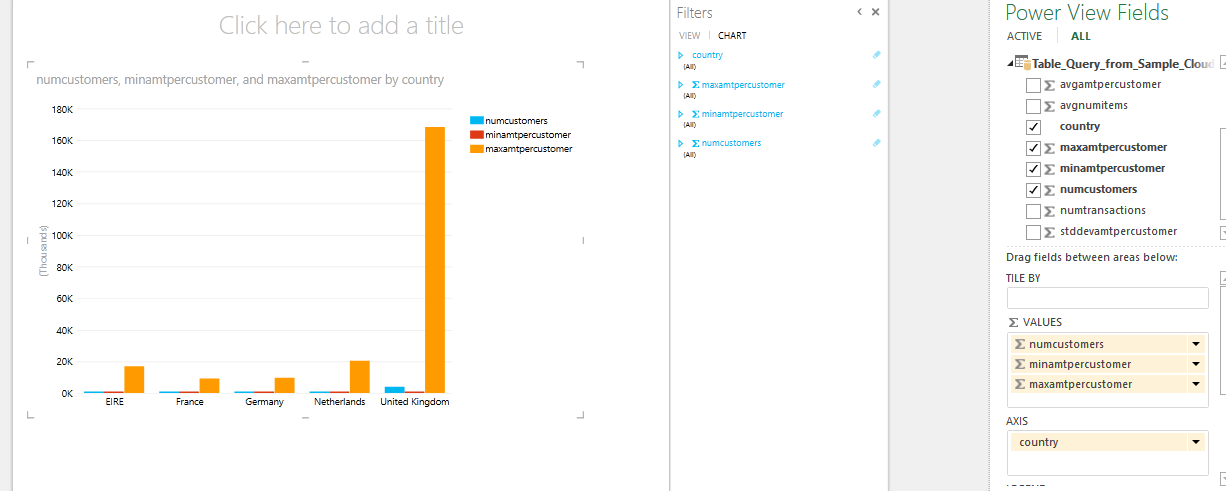 Click here to add a title
numcustomers, minamtpercustomer, and maxamtpercustomer by country
180K
160K
140K
120K
100K
80K
60K
40K
20K
0K
(Thousands)
EIRE France Germany Netherlands United Kingdom
numcustomers
minamtpercustomer
maxamtpercustomer
Filters
VIEW CHART
country
(All)
Σ maxamtpercustomer
(All)
Σ minamtpercustomer
(All)
Σ numcustomers
(All)
Power View Fields
ACTIVE ALL
Table_Query_from_Sample_Cloud
Σ avgamtpercustomer
Σ avgnumitems
country
Σ maxamtpercustomer
Σ minamtpercustomer
Σ numcustomers
Σ numtransactions
Σ stddevamtpercustomer
Drag fields between areas below:
TILE BY
Σ VALUES
Σ numcustomers
Σ minamtpercustomer
Σ maxamtpercustomer
AXIS
country